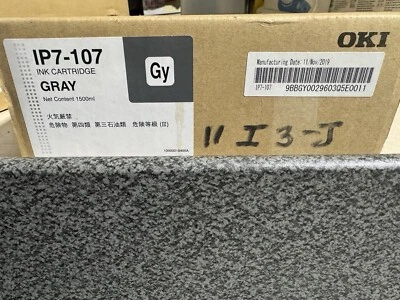 IP7-107
INK CARTRIDGE
GRAY
Net Content 1500ml
Gy
火気厳禁
危険物 第四類 第三石油類 危険等級(Ⅲ)
OKI
Manufacturing Date:11/Nov/2019
IP7-107
9BBGY0029603Q5E0011
11 I 3-J